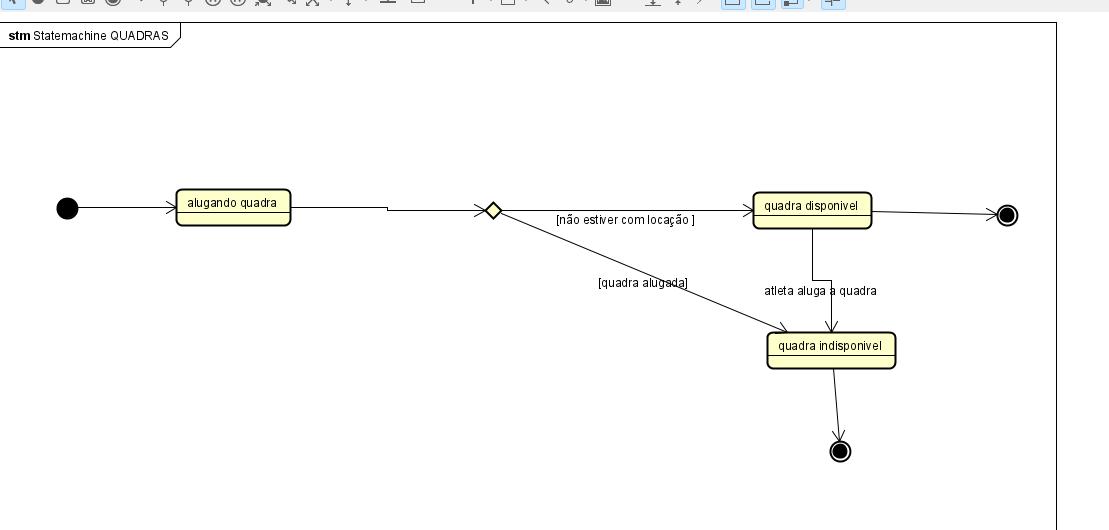 stm Statemachine QUADRAS
alugando quadra
quadra disponivel
[não estiver com locação ]
[quadra alugada]
atleta aluga a quadra
quadra indisponivel